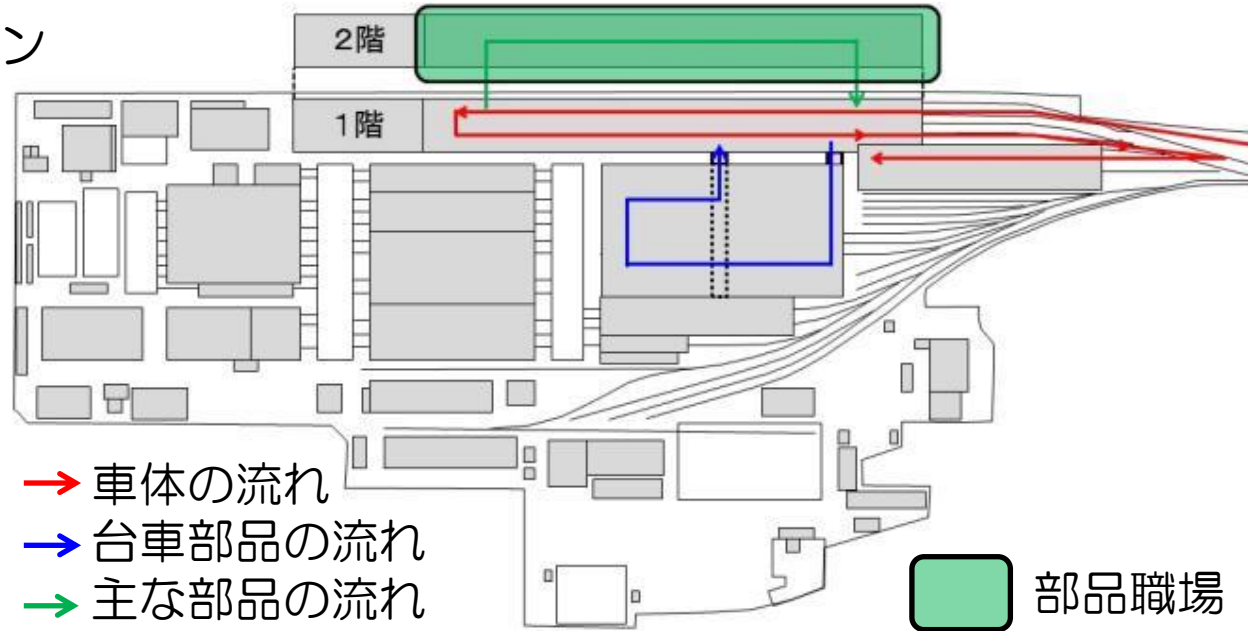 ン
2階
1階
車体の流れ
台車部品の流れ
主な部品の流れ
部品職場